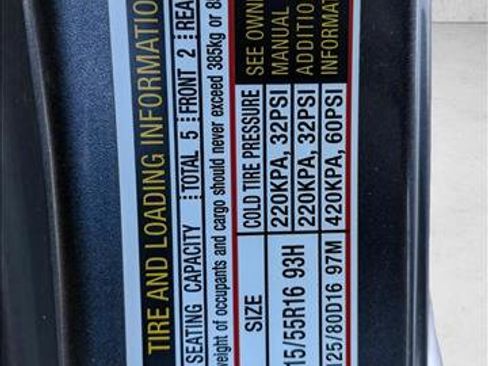 TIRE AND LOADING INFORMATIO
SEATING CAPACITY TOTAL 5 FRONT 2 REA
weight of occupants and cargo should never exceed 385kg or 8
SIZE COLD TIRE PRESSURE SEE OWNE
15/55R16 93H 220KPA, 32PSI MANUAL
220KPA, 32PSI ADDITIO
125/80D16 97M 420KPA, 60PSI INFORMAT